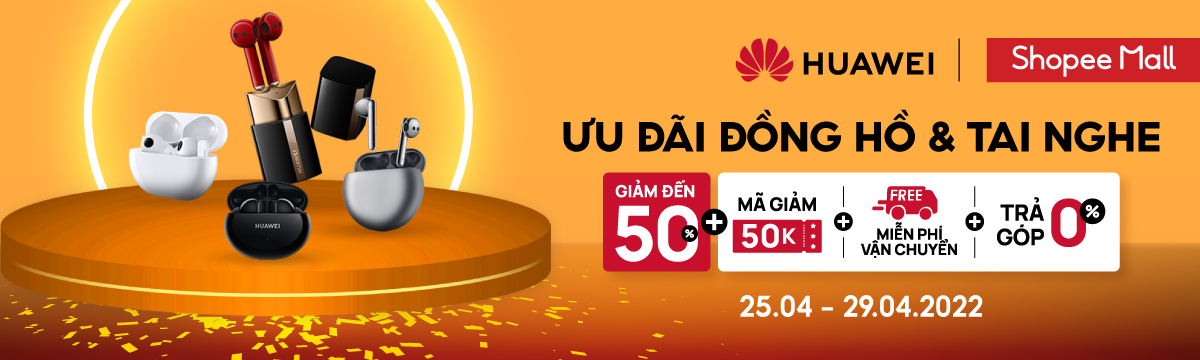 HUAWEI
Shopee Mall
ƯU ĐÃI ĐỒNG HỒ & TAI NGHE
GIẢM ĐẾN
50%
+
MÃ GIẢM
50K
+
FREE
MIỄN PHÍ
VẬN CHUYỂN
+
TRẢ
GÓP 0%
25.04 – 29.04.2022
HUAWEI
HUAWEI